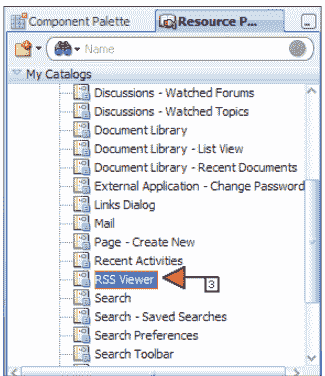 Component Palette
Resource P...
Name
My Catalogs
Discussions - Watched Forums
Discussions - Watched Topics
Document Library
Document Library - List View
Document Library - Recent Documents
External Application - Change Password
Links Dialog
Mail
Page - Create New
Recent Activities
RSS Viewer
3
Search
Search - Saved Searches
Search Preferences
Search Toolbar